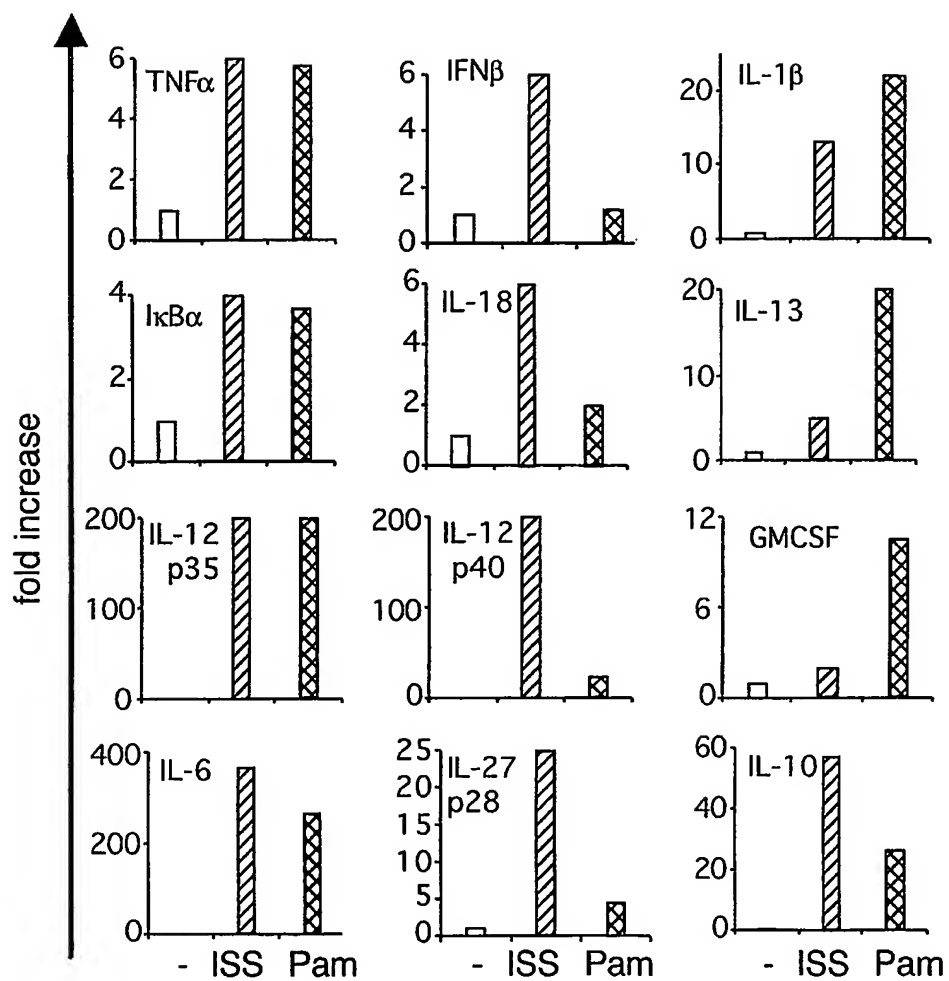 fold increase
TNFα
6
4
2
0
IFNβ
6
4
2
0
IL-1β
20
10
0
IκBα
4
2
0
IL-18
6
4
2
0
IL-13
20
10
0
IL-12
p35
200
100
0
IL-12
p40
200
100
0
GMCSF
12
6
0
IL-6
400
200
0
IL-27
p28
25
20
15
10
5
0
IL-10
60
40
20
0
- ISS Pam
- ISS Pam
- ISS Pam